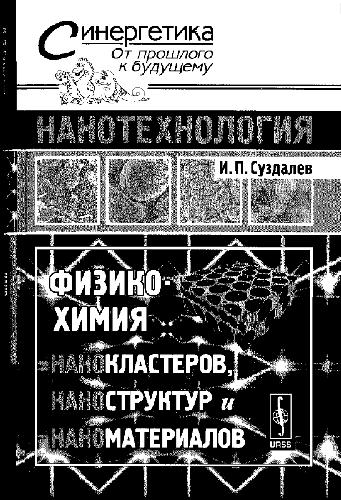 Синергетика
От прошлого
к будущему
НАНОТЕХНОЛОГИЯ
И. П. Суздалев
ФИЗИКО-
ХИМИЯ
НАНОКЛАСТЕРОВ,
НАНОСТРУКТУР и
НАНОМАТЕРИАЛОВ
URSS